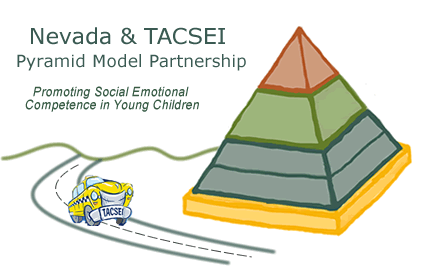 Nevada & TACSEI
Pyramid Model Partnership
Promoting Social Emotional
Competence in Young Children
TACSEI